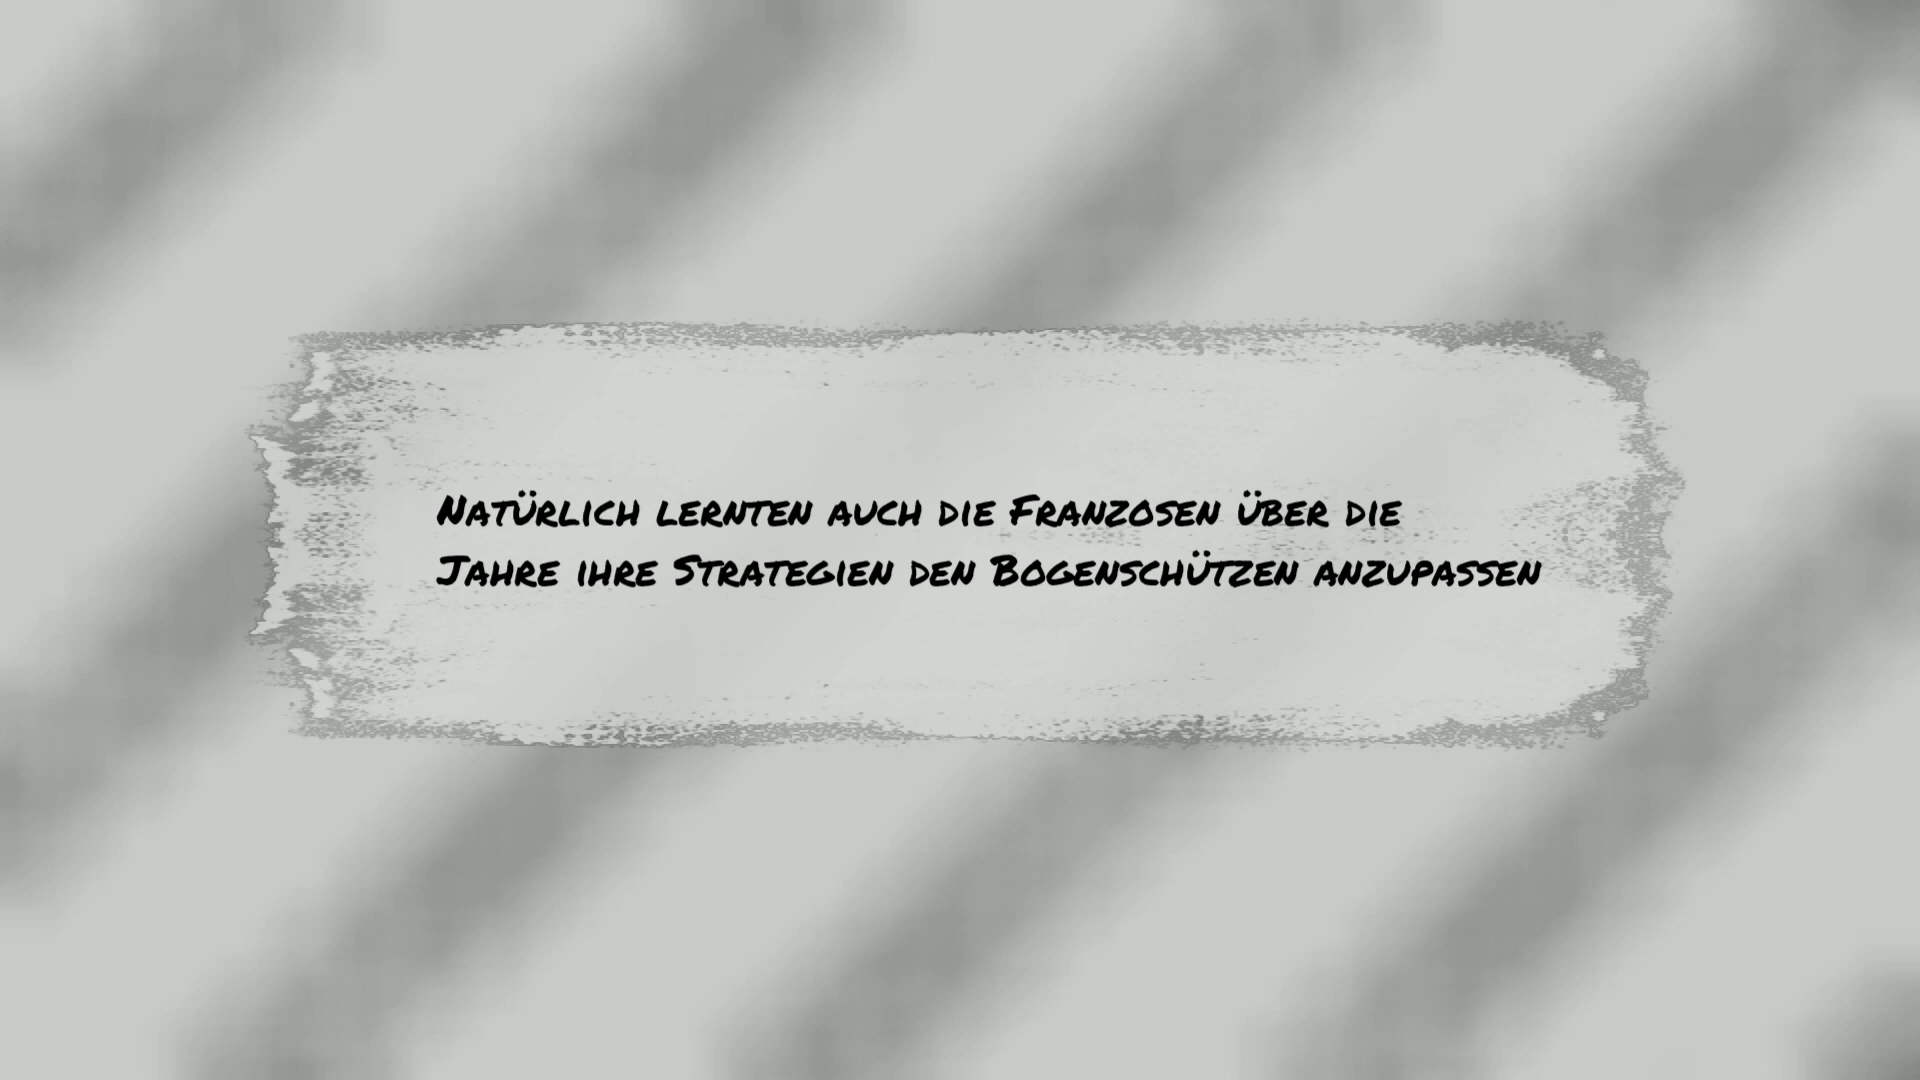 Natürlich lernten auch die Franzosen über die
Jahre ihre Strategien den Bogenschützen anzupassen